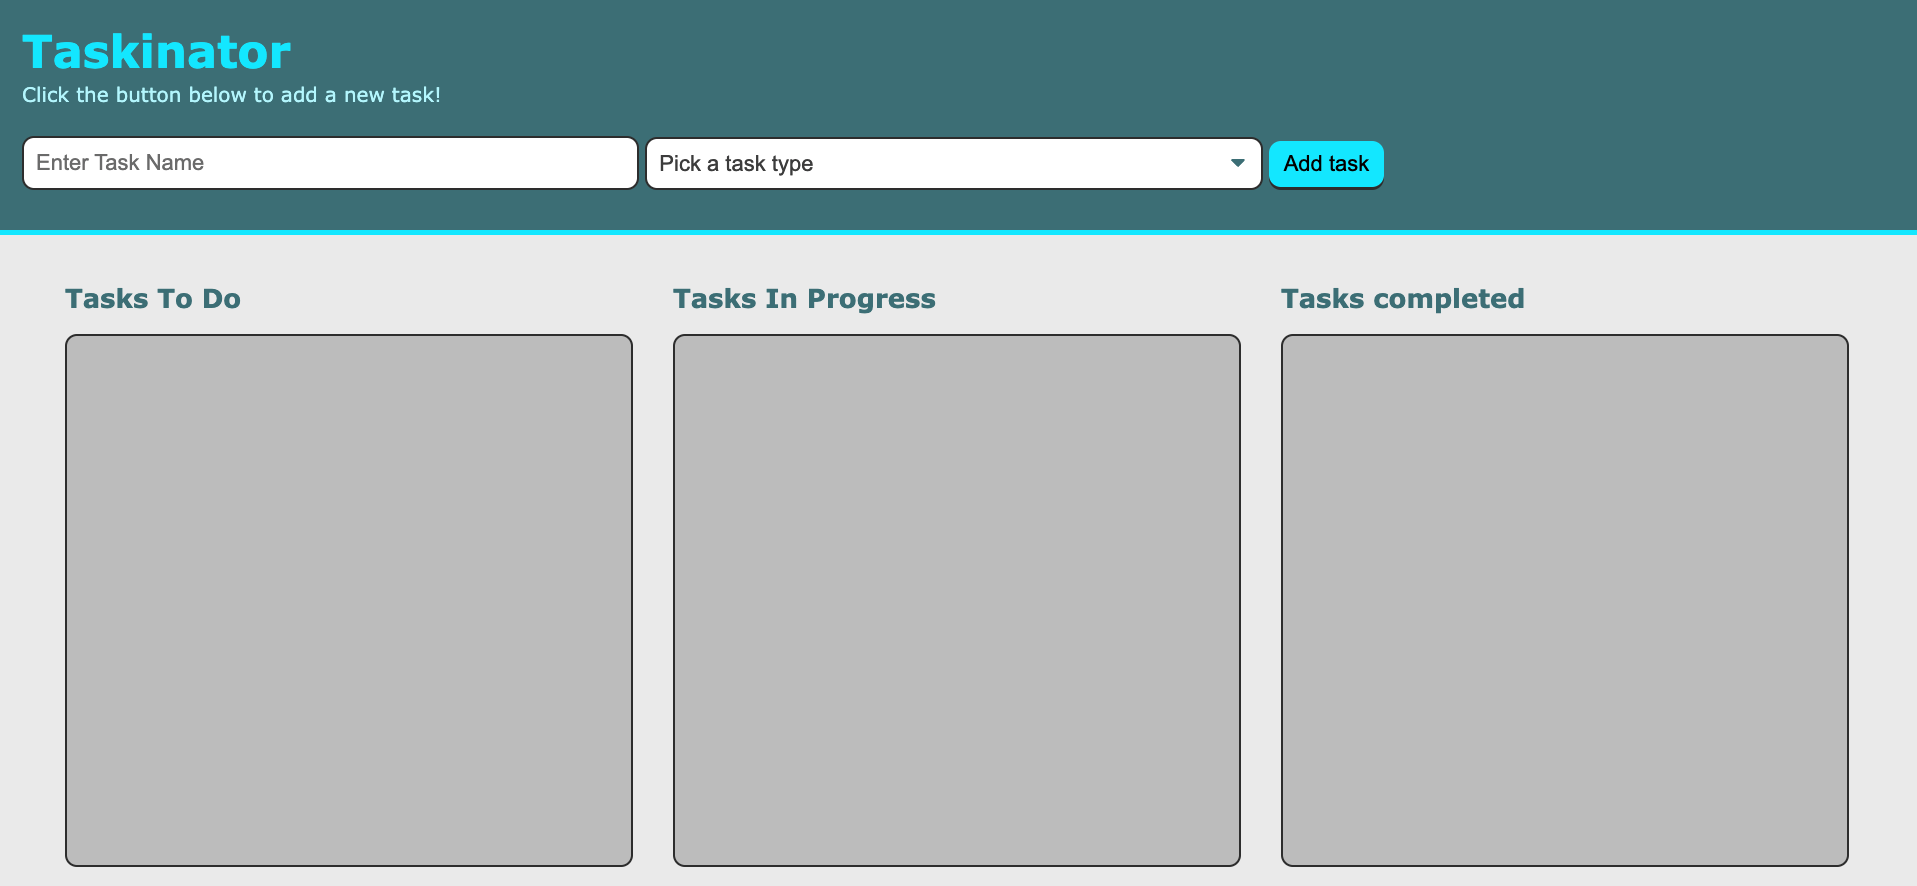 Taskinator
Click the button below to add a new task!
Enter Task Name
Pick a task type
Add task
Tasks To Do
Tasks In Progress
Tasks completed